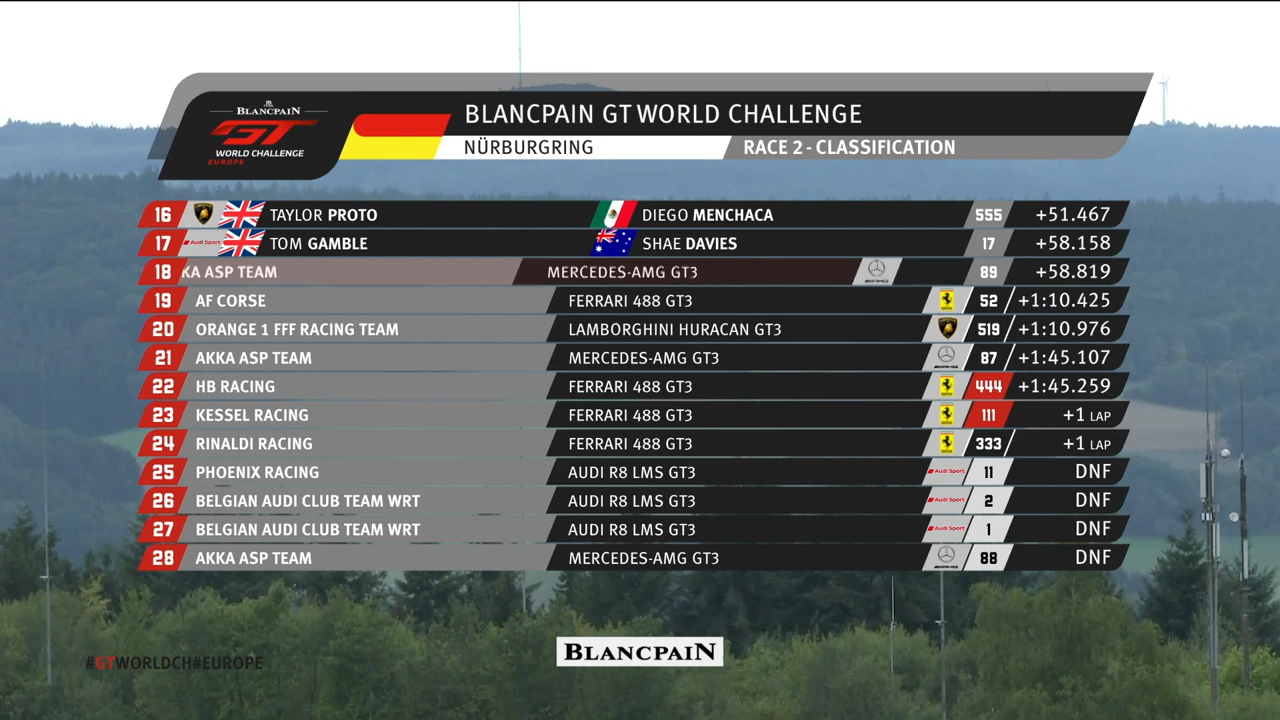 BLANCPAIN
GT
WORLD CHALLENGE
EUROPE
BLANCPAIN GT WORLD CHALLENGE
NÜRBURGRING RACE 2 - CLASSIFICATION
16 TAYLOR PROTO DIEGO MENCHACA 555 +51.467
17 Audi Sport TOM GAMBLE SHAE DAVIES 17 +58.158
18 KA ASP TEAM MERCEDES-AMG GT3 AMG 89 +58.819
19 AF CORSE FERRARI 488 GT3 52 +1:10.425
20 ORANGE 1 FFF RACING TEAM LAMBORGHINI HURACAN GT3 519 +1:10.976
21 AKKA ASP TEAM MERCEDES-AMG GT3 AMG 87 +1:45.107
22 HB RACING FERRARI 488 GT3 444 +1:45.259
23 KESSEL RACING FERRARI 488 GT3 111 +1 LAP
24 RINALDI RACING FERRARI 488 GT3 333 +1 LAP
25 PHOENIX RACING AUDI R8 LMS GT3 Audi Sport 11 DNF
26 BELGIAN AUDI CLUB TEAM WRT AUDI R8 LMS GT3 Audi Sport 2 DNF
27 BELGIAN AUDI CLUB TEAM WRT AUDI R8 LMS GT3 Audi Sport 1 DNF
28 AKKA ASP TEAM MERCEDES-AMG GT3 AMG 88 DNF
BLANCPAIN
#GTWORLDCH#EUROPE